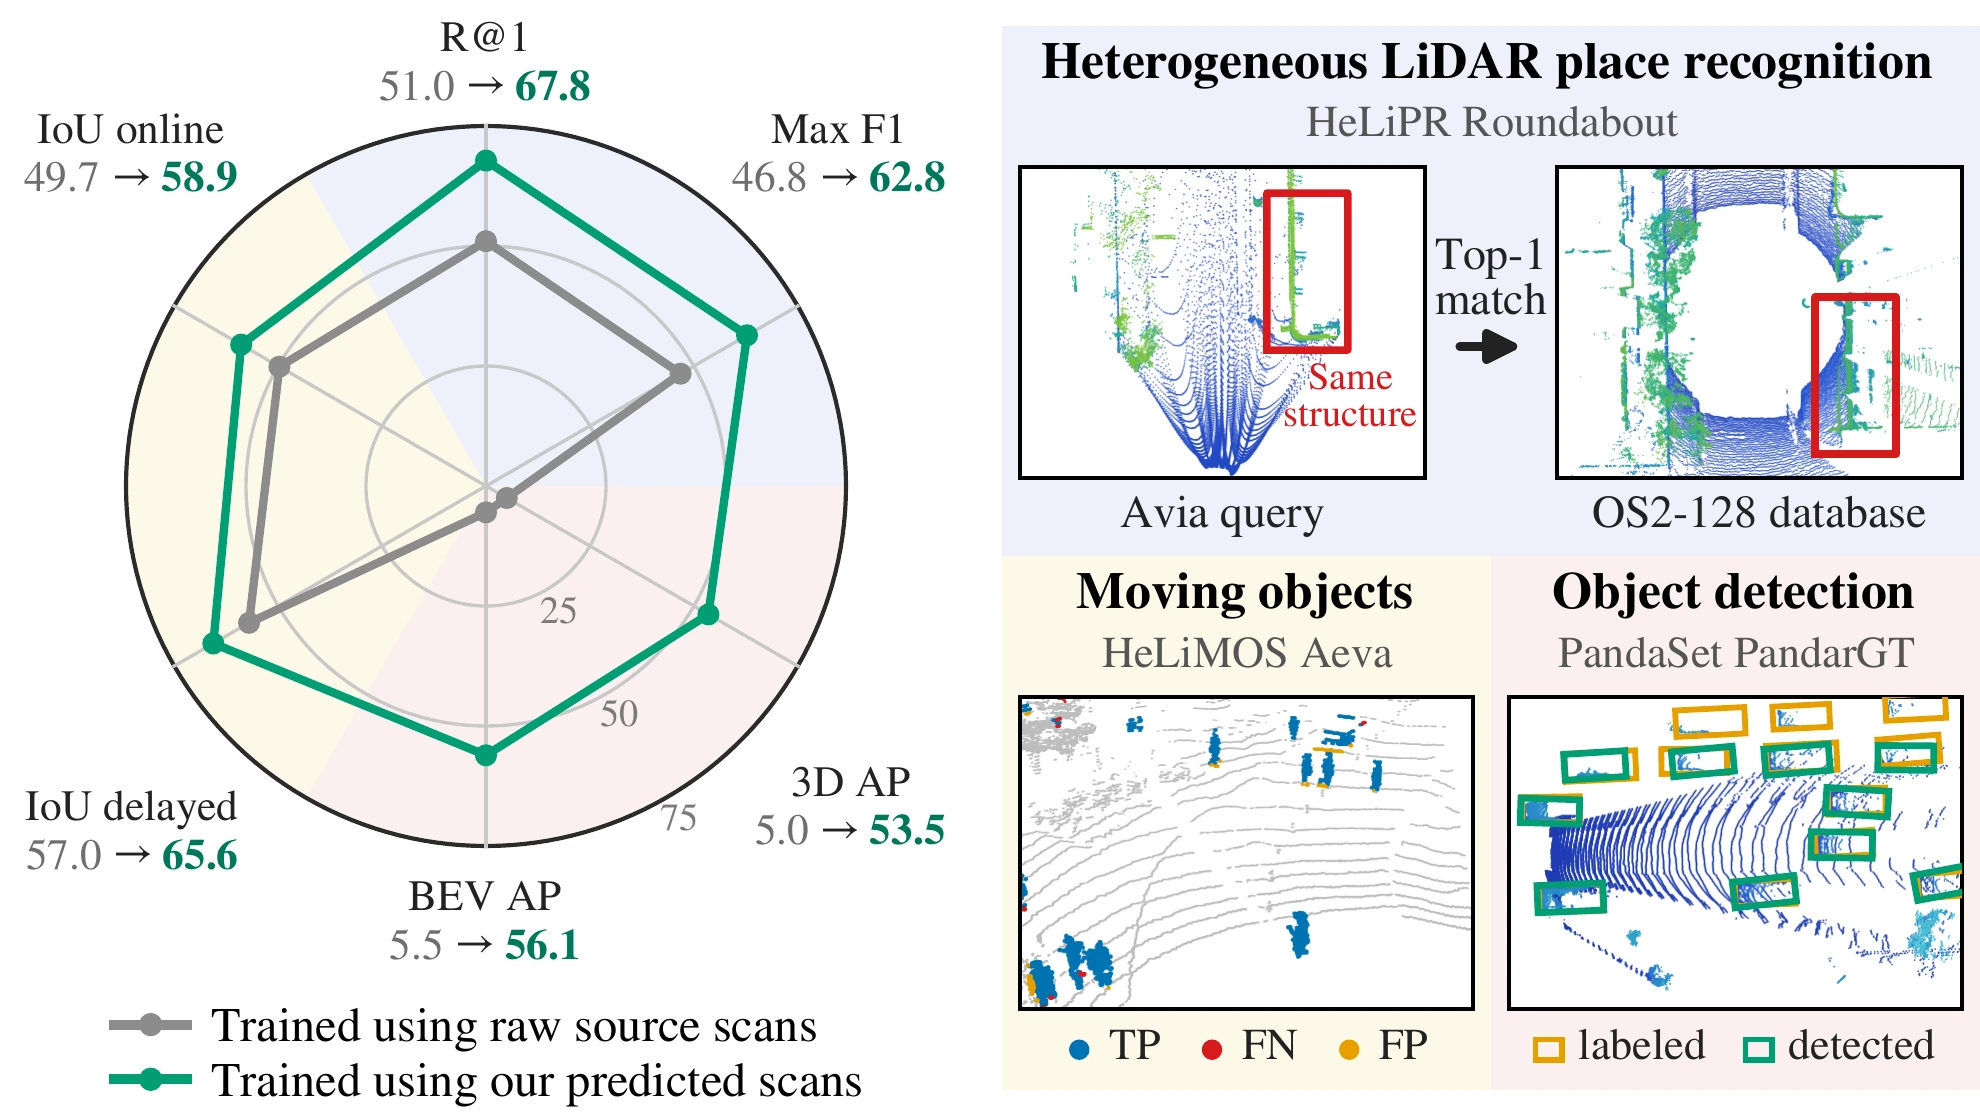 R@1
51.0 → 67.8
IoU online
49.7 → 58.9
Max F1
46.8 → 62.8
25
50
75
IoU delayed
57.0 → 65.6
3D AP
5.0 → 53.5
BEV AP
5.5 → 56.1
Trained using raw source scans
Trained using our predicted scans
Heterogeneous LiDAR place recognition
HeLiPR Roundabout
Same
structure
Top-1
match
Avia query
OS2-128 database
Moving objects
HeLiMOS Aeva
TP
FN
FP
Object detection
PandaSet PandarGT
labeled
detected